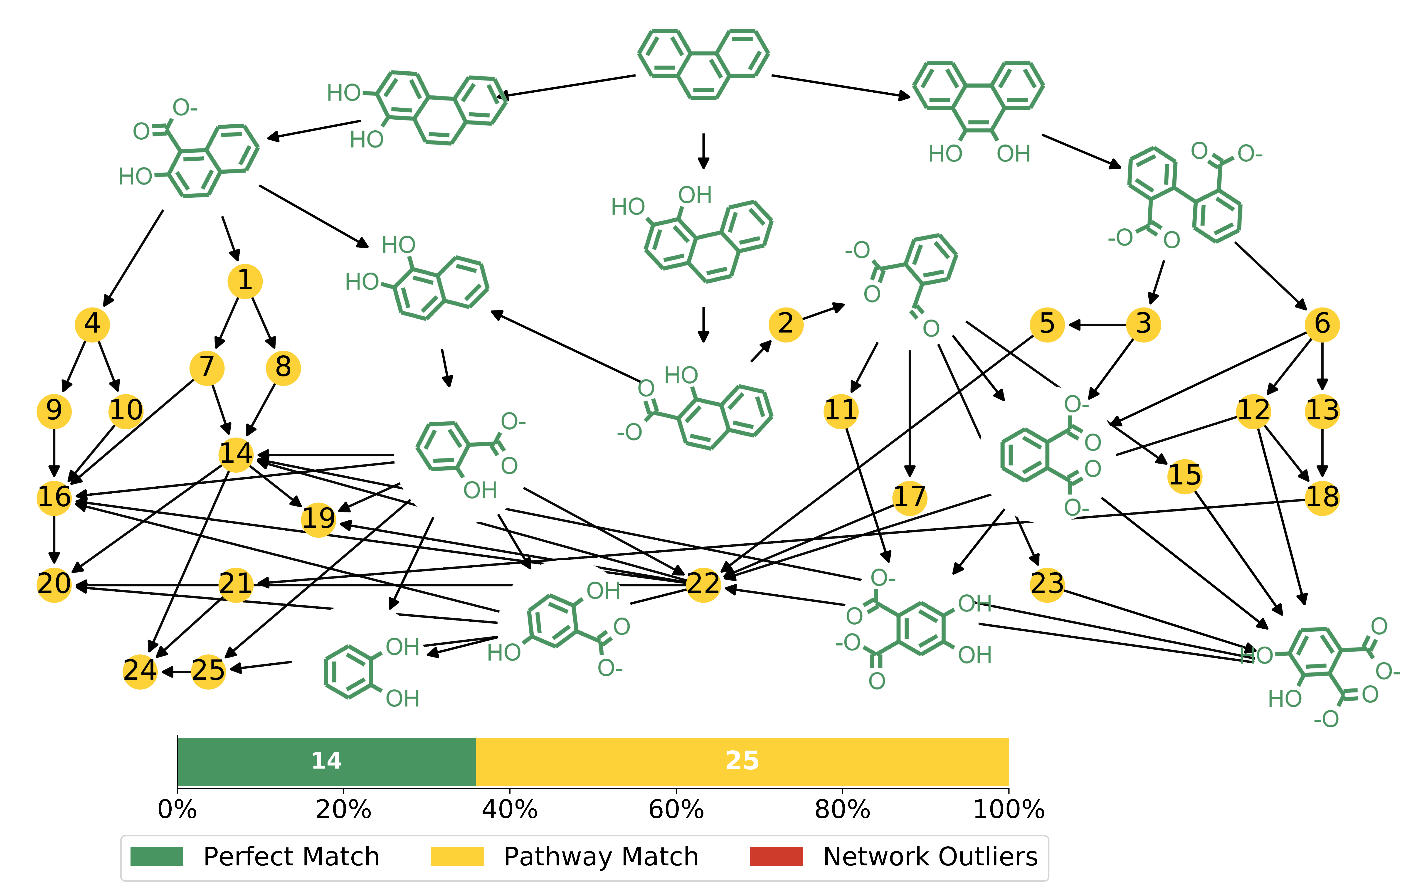 O-
O
HO
HO
HO
OH
HO
HO
OH
O
O-
-O
O
HO
HO
-O
O
O
HO
O
-O
O-
O
O
O-
O-
O
OH
OH
HO
O
O-
OH
OH
O-
O
-O
O
OH
OH
HO
HO
O
O-
O
-O
1
4
2
5
3
6
7
8
9
10
11
12
13
14
15
16
17
18
19
20
21
22
23
24
25
14
25
0%
20%
40%
60%
80%
100%
Perfect Match
Pathway Match
Network Outliers